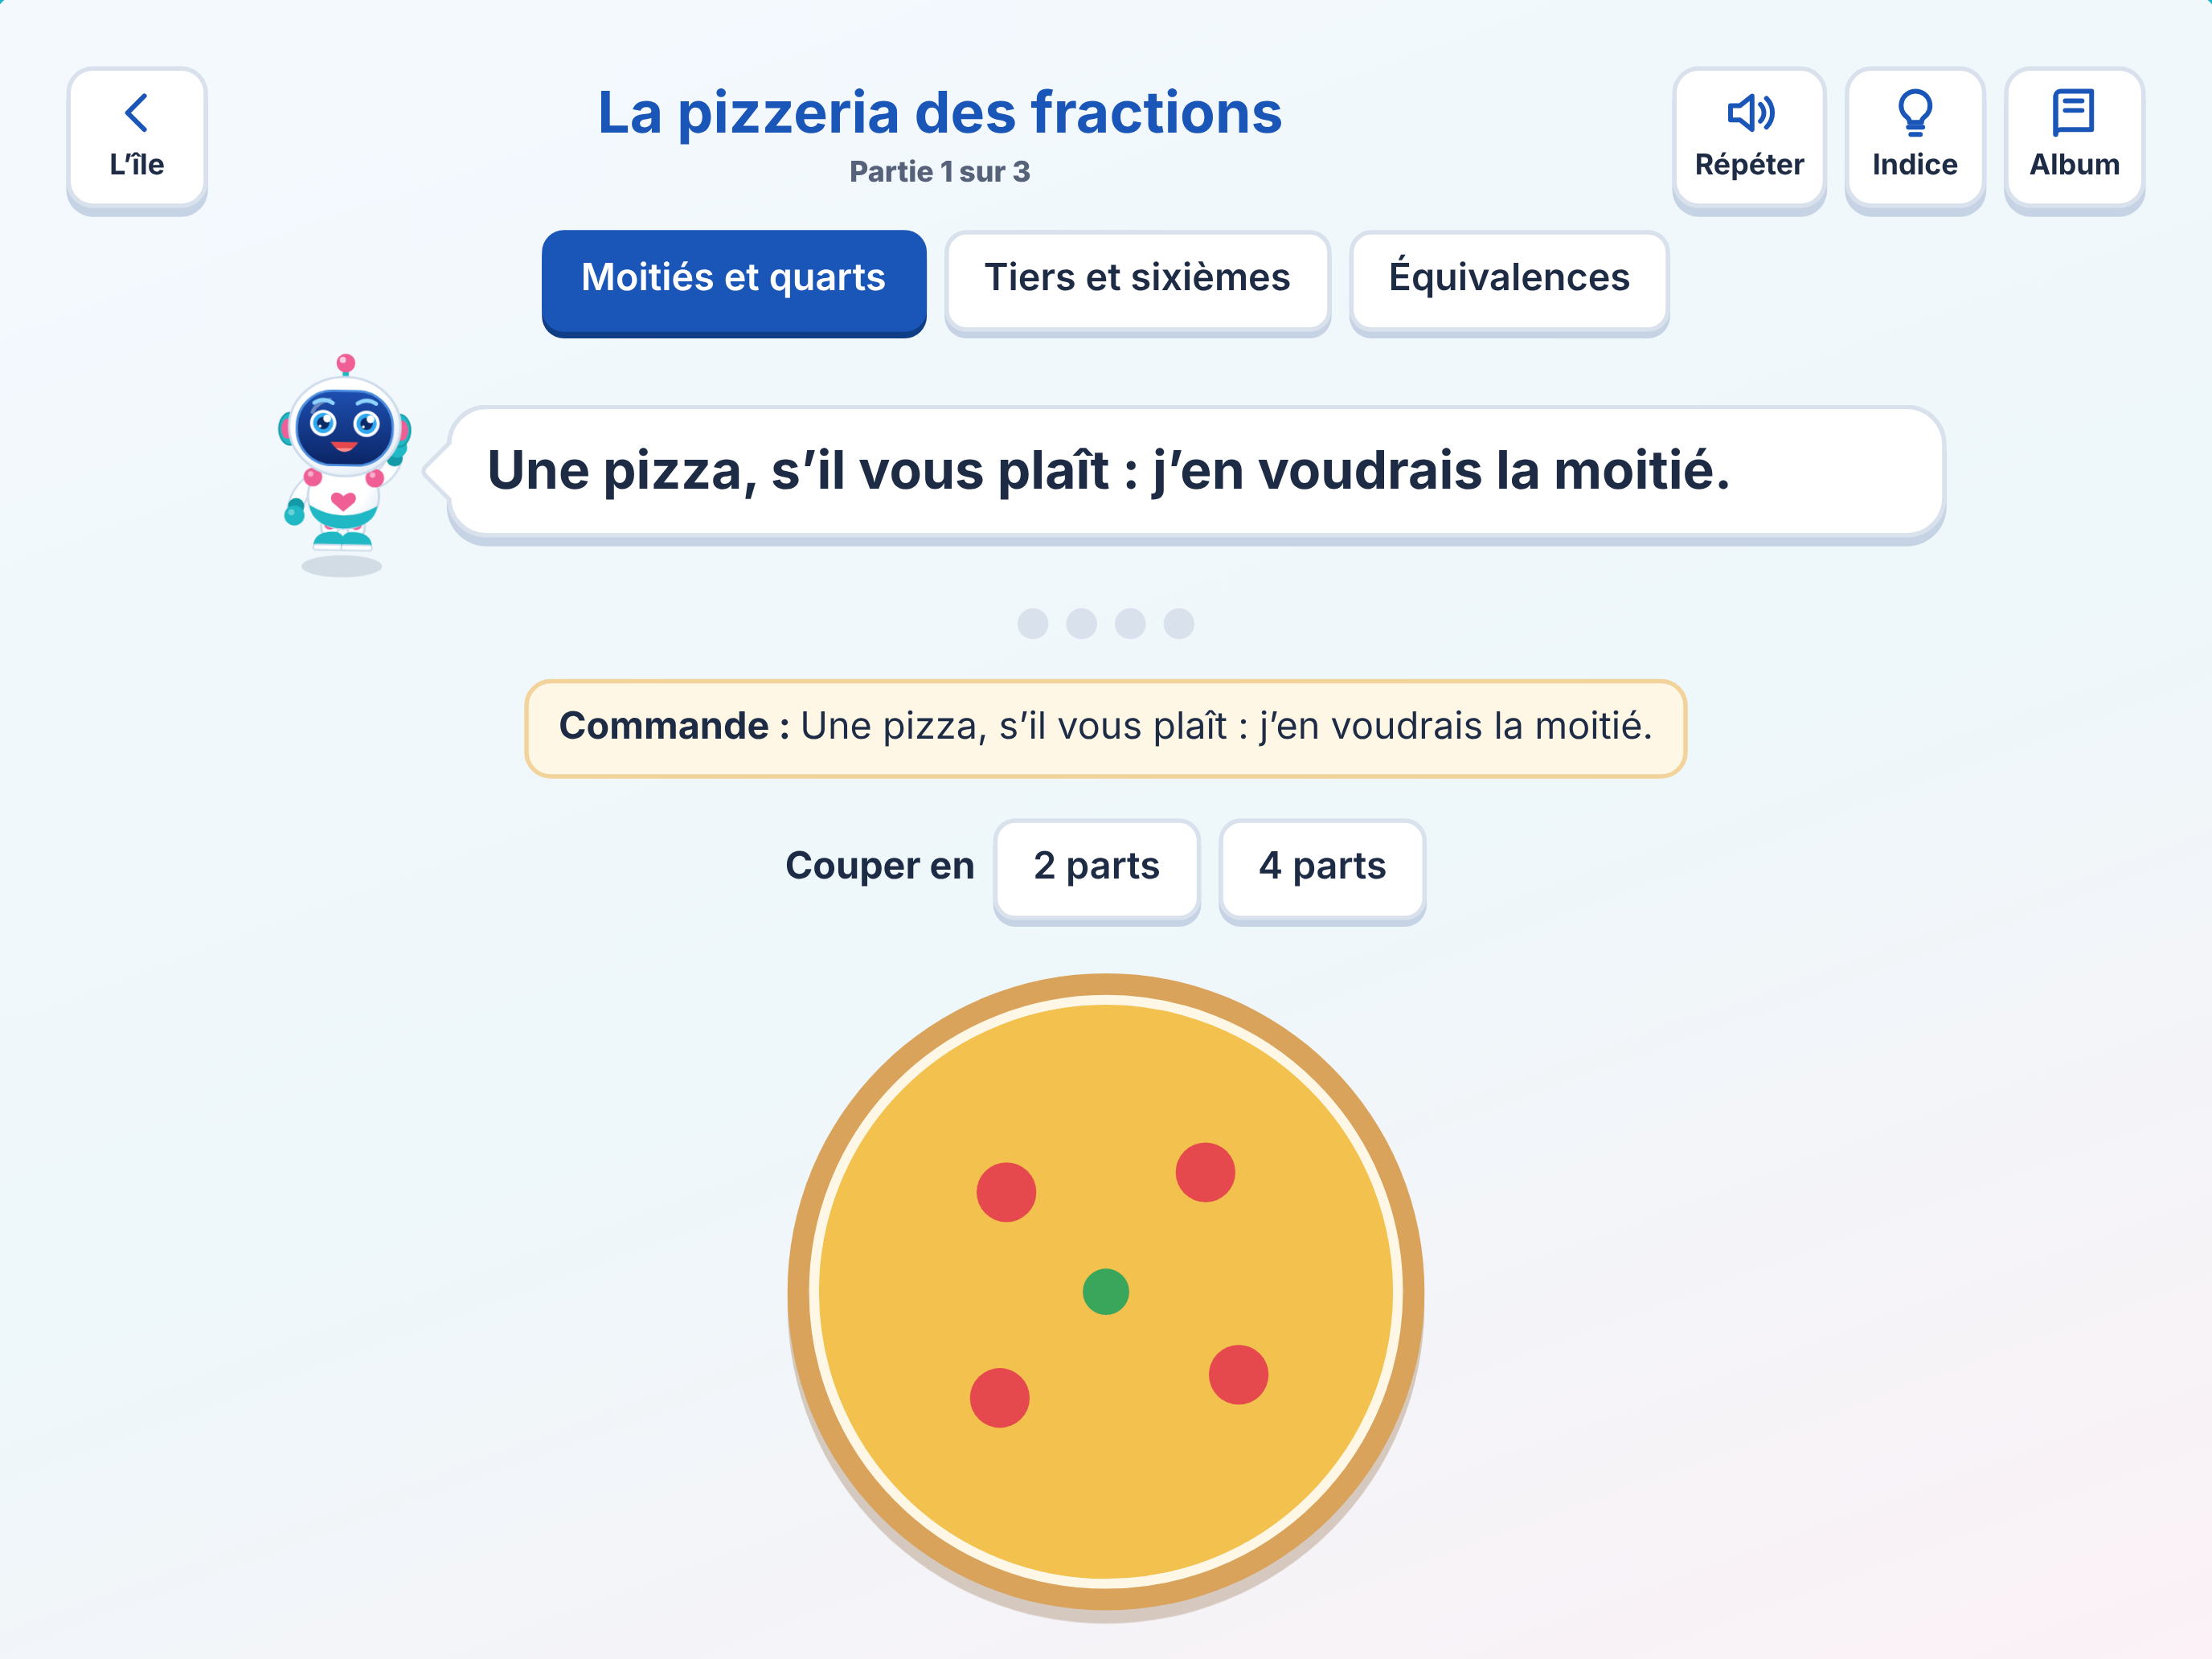 L'île
La pizzeria des fractions
Partie 1 sur 3
Répéter
Indice
Album
Moitiés et quarts
Tiers et sixièmes
Équivalences
Une pizza, s’il vous plaît : j’en voudrais la moitié.
Commande : Une pizza, s’il vous plaît : j’en voudrais la moitié.
Couper en
2 parts
4 parts